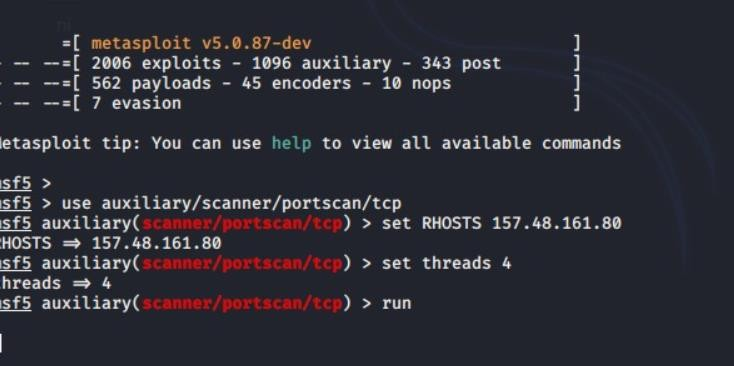 =[ metasploit v5.0.87-dev ]
- -- --=[ 2006 exploits - 1096 auxiliary - 343 post ]
- -- --=[ 562 payloads - 45 encoders - 10 nops ]
- -- --=[ 7 evasion ]
etasploit tip: You can use help to view all available commands
sf5 >
sf5 > use auxiliary/scanner/portscan/tcp
sf5 auxiliary(scanner/portscan/tcp) > set RHOSTS 157.48.161.80
HOSTS ⇒ 157.48.161.80
sf5 auxiliary(scanner/portscan/tcp) > set threads 4
hreads ⇒ 4
sf5 auxiliary(scanner/portscan/tcp) > run